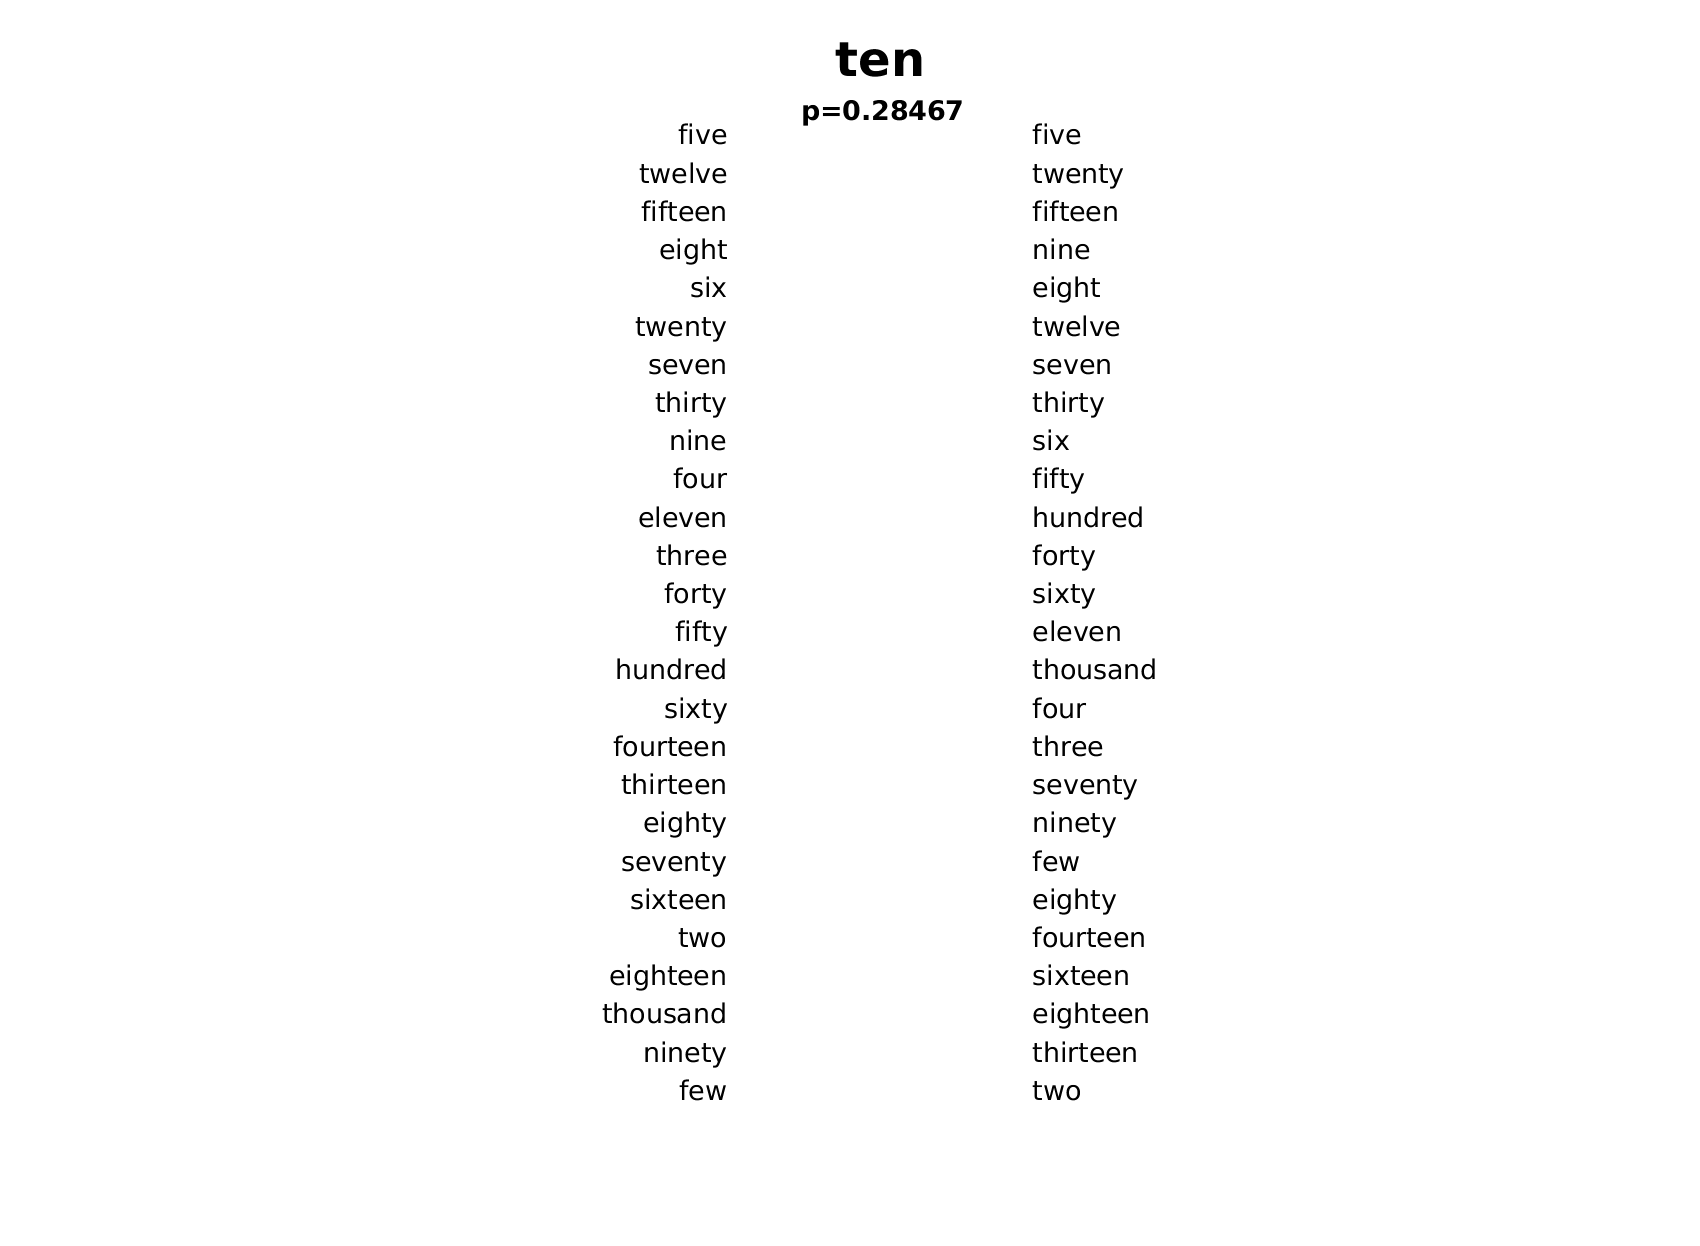 ten
p=0.28467
five five
twelve twenty
fifteen fifteen
eight nine
six eight
twenty twelve
seven seven
thirty thirty
nine six
four fifty
eleven hundred
three forty
forty sixty
fifty eleven
hundred thousand
sixty four
fourteen three
thirteen seventy
eighty ninety
seventy few
sixteen eighty
two fourteen
eighteen sixteen
thousand eighteen
ninety thirteen
few two